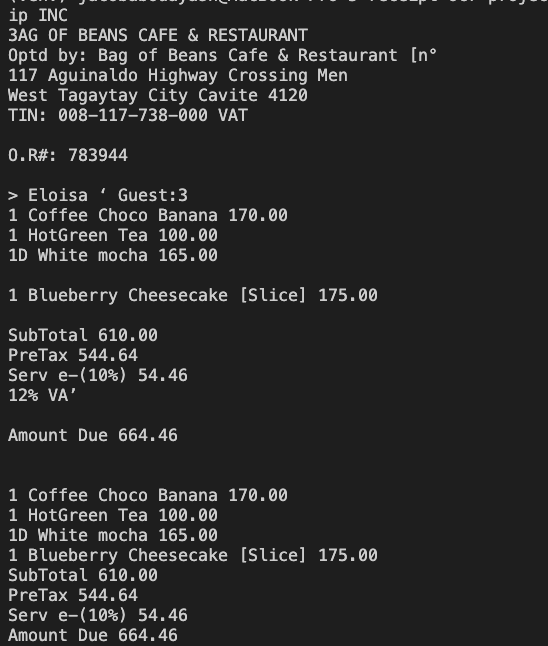 ip INC
3AG OF BEANS CAFE & RESTAURANT
Optd by: Bag of Beans Cafe & Restaurant [n°
117 Aguinaldo Highway Crossing Men
West Tagaytay City Cavite 4120
TIN: 008-117-738-000 VAT
O.R#: 783944
> Eloisa ‘ Guest:3
1 Coffee Choco Banana 170.00
1 HotGreen Tea 100.00
1D White mocha 165.00
1 Blueberry Cheesecake [Slice] 175.00
SubTotal 610.00
PreTax 544.64
Serv e-(10%) 54.46
12% VA’
Amount Due 664.46
1 Coffee Choco Banana 170.00
1 HotGreen Tea 100.00
1D White mocha 165.00
1 Blueberry Cheesecake [Slice] 175.00
SubTotal 610.00
PreTax 544.64
Serv e-(10%) 54.46
Amount Due 664.46